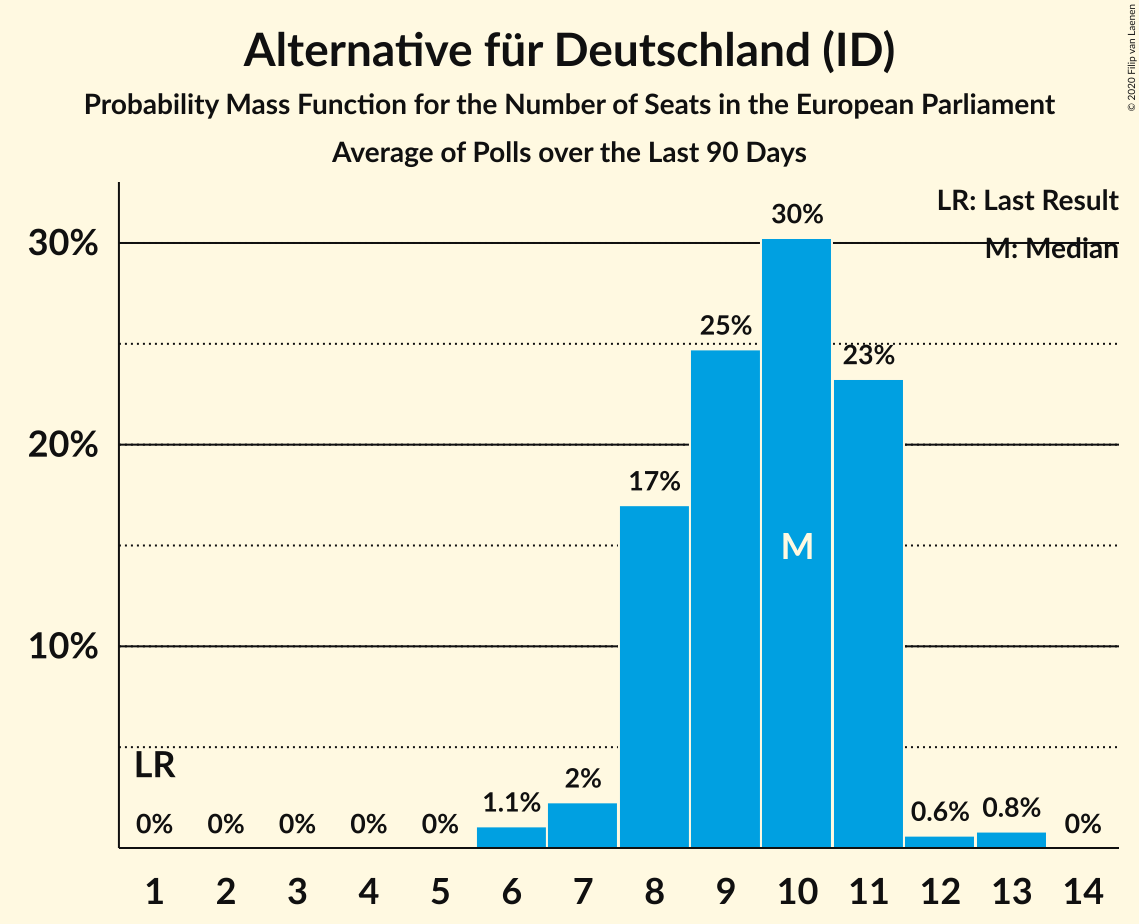 Alternative für Deutschland (ID)
Probability Mass Function for the Number of Seats in the European Parliament
Average of Polls over the Last 90 Days
© 2020 Filip van Laenen
LR: Last Result
M: Median
30%
20%
10%
LR
0%
0%
0%
0%
0%
1.1%
2%
17%
25%
30%
M
23%
0.6%
0.8%
0%
1 2 3 4 5 6 7 8 9 10 11 12 13 14